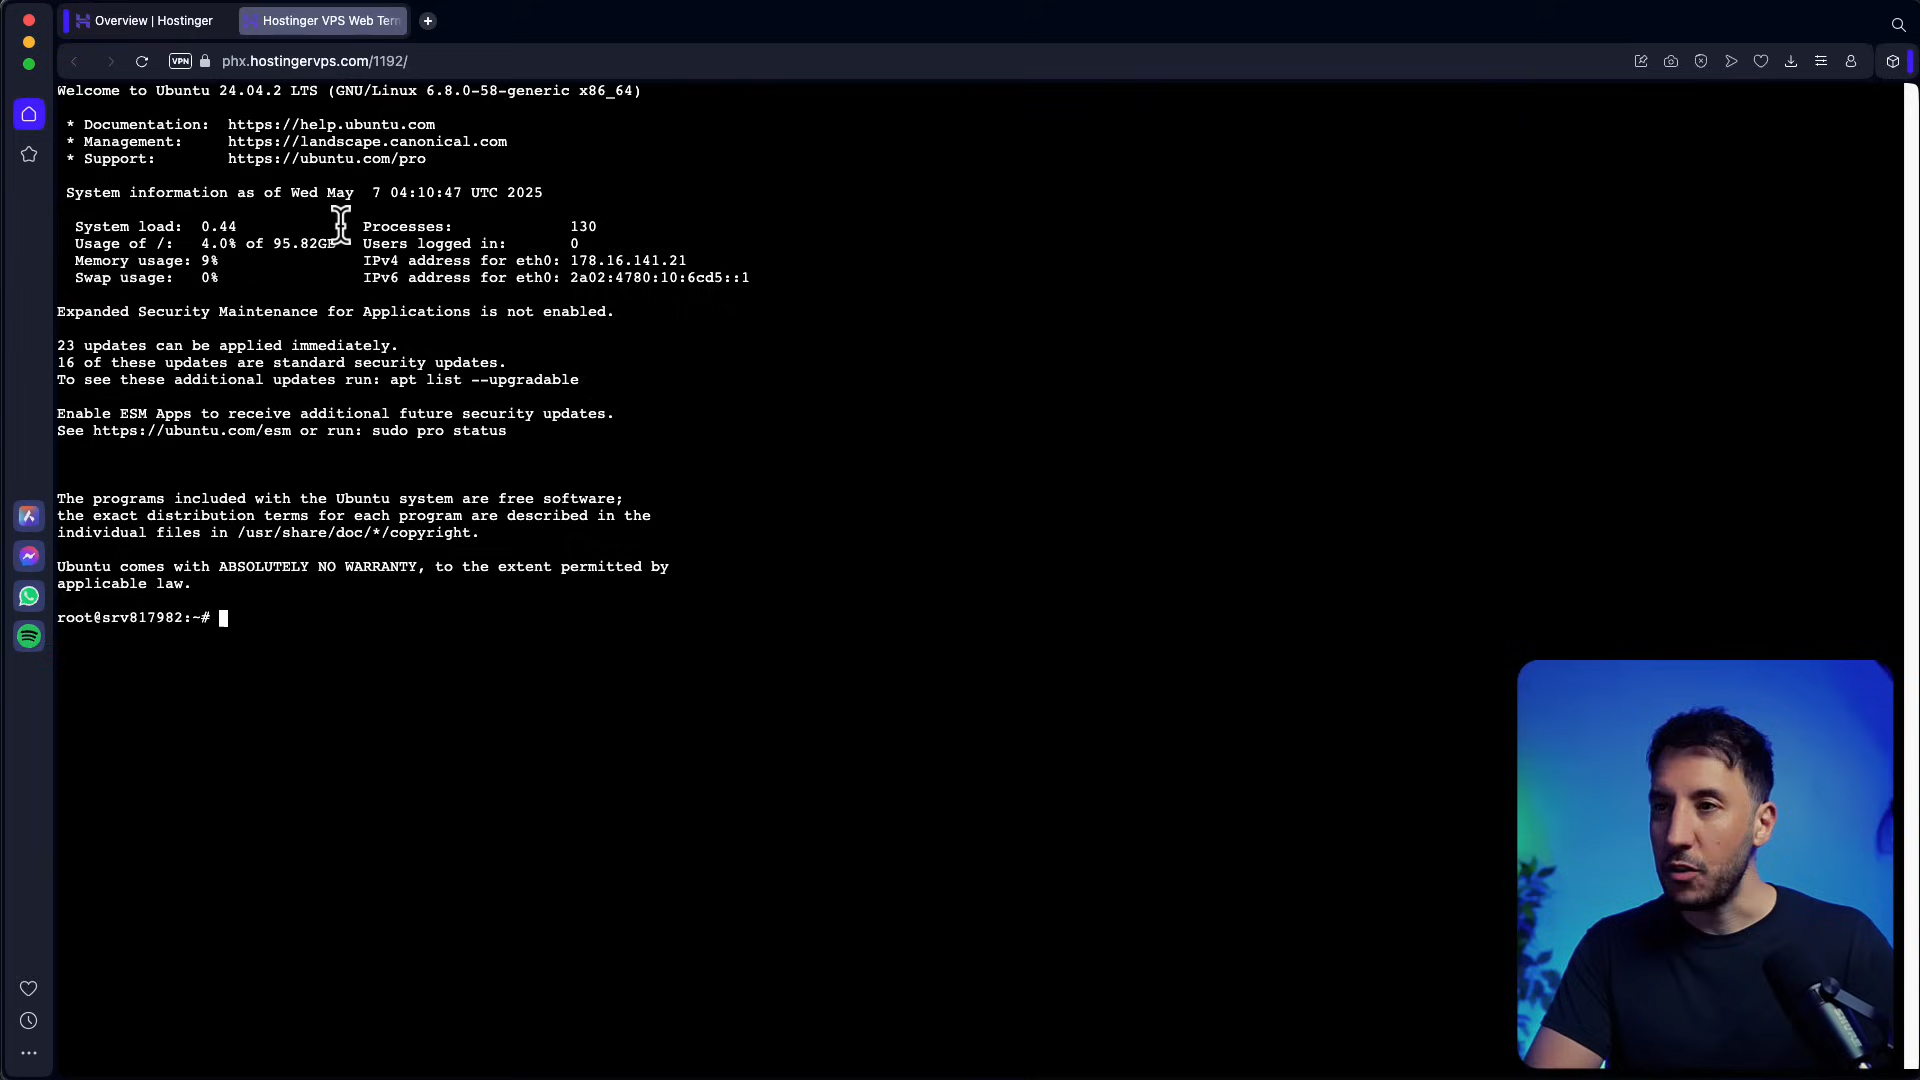 Overview | Hostinger
Hostinger VPS Web Tern
VPN
phx.hostingervps.com/1192/
Welcome to Ubuntu 24.04.2 LTS (GNU/Linux 6.8.0-58-generic x86_64)
* Documentation: https://help.ubuntu.com
* Management: https://landscape.canonical.com
* Support: https://ubuntu.com/pro
System information as of Wed May 7 04:10:47 UTC 2025
System load: 0.44 Processes: 130
Usage of /: 4.0% of 95.82GB Users logged in: 0
Memory usage: 9% IPv4 address for eth0: 178.16.141.21
Swap usage: 0% IPv6 address for eth0: 2a02:4780:10:6cd5::1
Expanded Security Maintenance for Applications is not enabled.
23 updates can be applied immediately.
16 of these updates are standard security updates.
To see these additional updates run: apt list --upgradable
Enable ESM Apps to receive additional future security updates.
See https://ubuntu.com/esm or run: sudo pro status
The programs included with the Ubuntu system are free software;
the exact distribution terms for each program are described in the
individual files in /usr/share/doc/*/copyright.
Ubuntu comes with ABSOLUTELY NO WARRANTY, to the extent permitted by
applicable law.
root@srv817982:~#